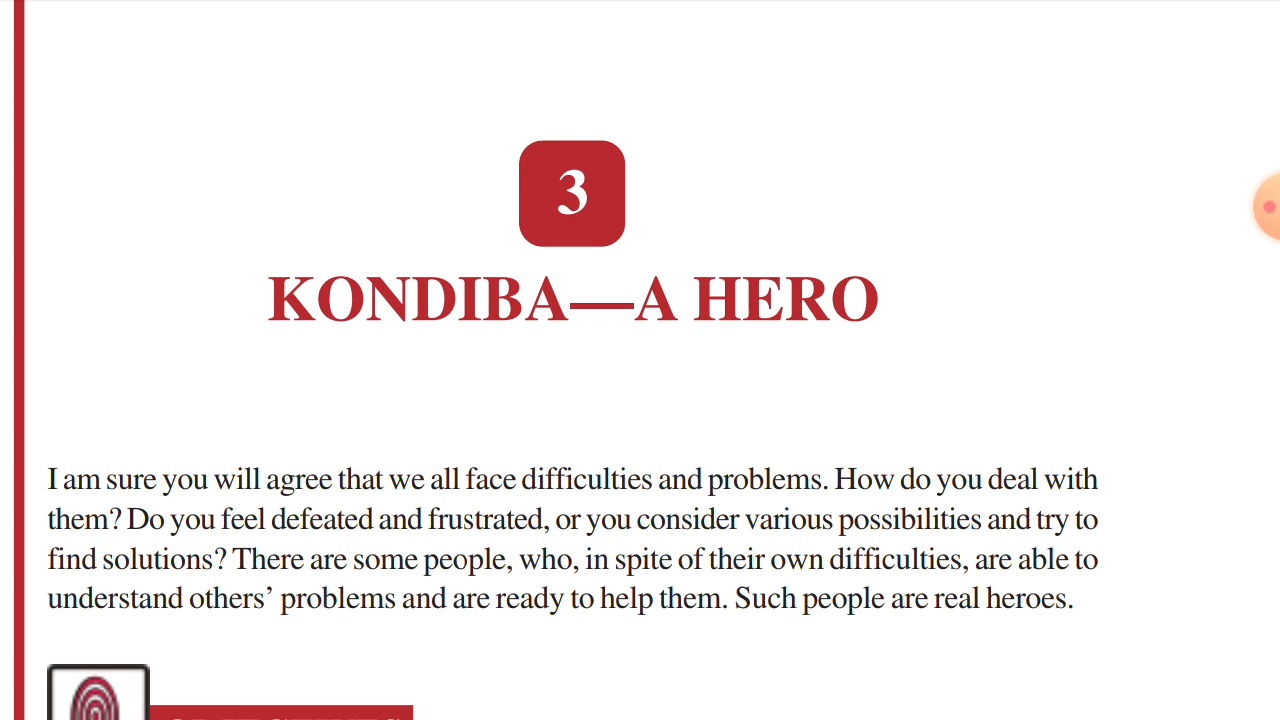 3
KONDIBA—A HERO
I am sure you will agree that we all face difficulties and problems. How do you deal with
them? Do you feel defeated and frustrated, or you consider various possibilities and try to
find solutions? There are some people, who, in spite of their own difficulties, are able to
understand others’ problems and are ready to help them. Such people are real heroes.